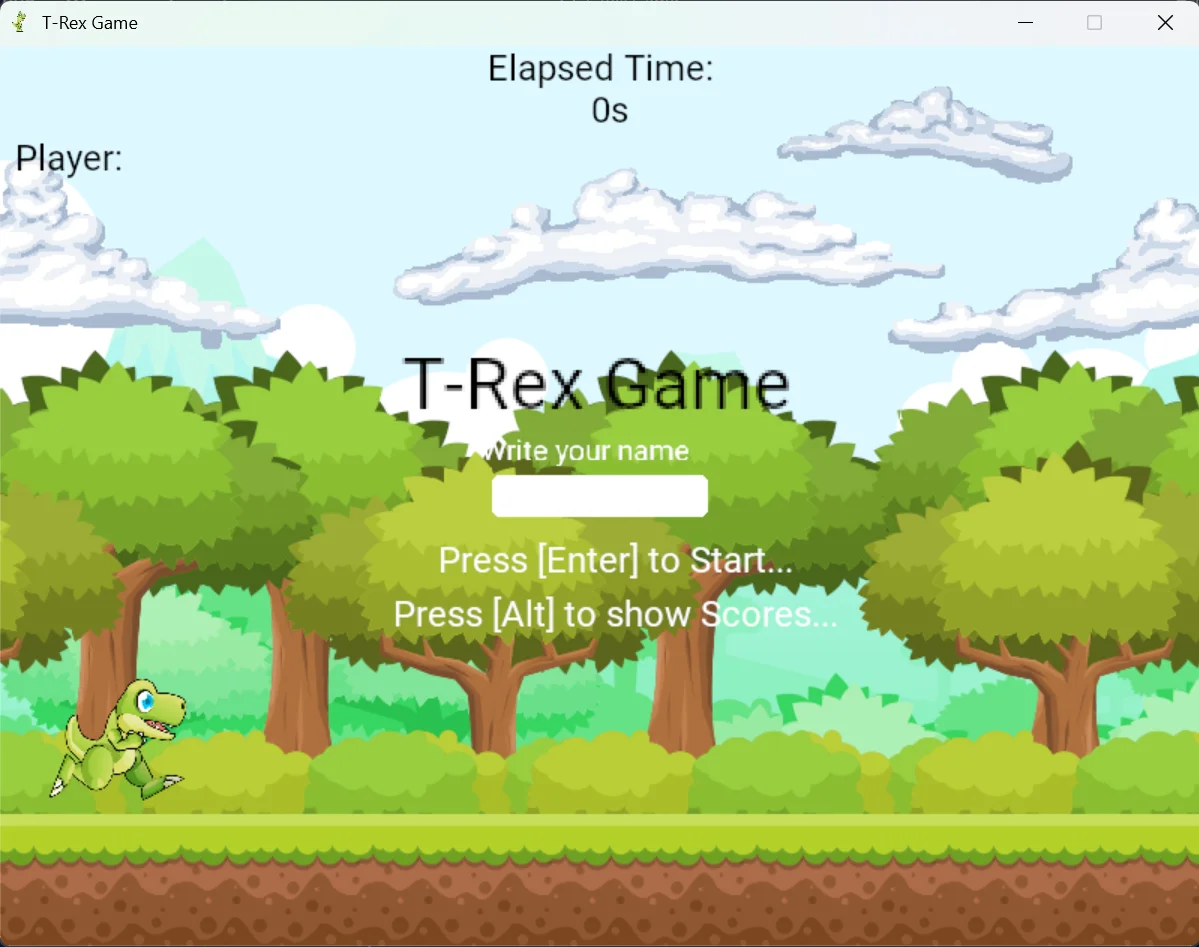 T-Rex Game
Elapsed Time:
0s
Player:
T-Rex Game
Write your name
Press [Enter] to Start...
Press [Alt] to show Scores...